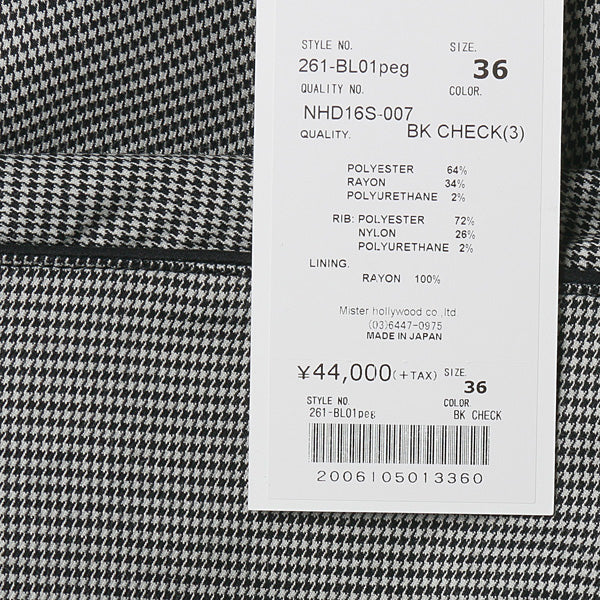 STYLE NO. SIZE.
261-BL01peg 36
QUALITY NO. COLOR.
NHD16S-007
QUALITY. BK CHECK(3)
POLYESTER 64%
RAYON 34%
POLYURETHANE 2%
RIB: POLYESTER 72%
NYLON 26%
POLYURETHANE 2%
LINING.
RAYON 100%
Mister hollywood co.,ltd.
(03)6447-0975
MADE IN JAPAN
¥44,000(+TAX) SIZE.
36
STYLE NO. COLOR.
261-BL01peg BK CHECK
2006105013360